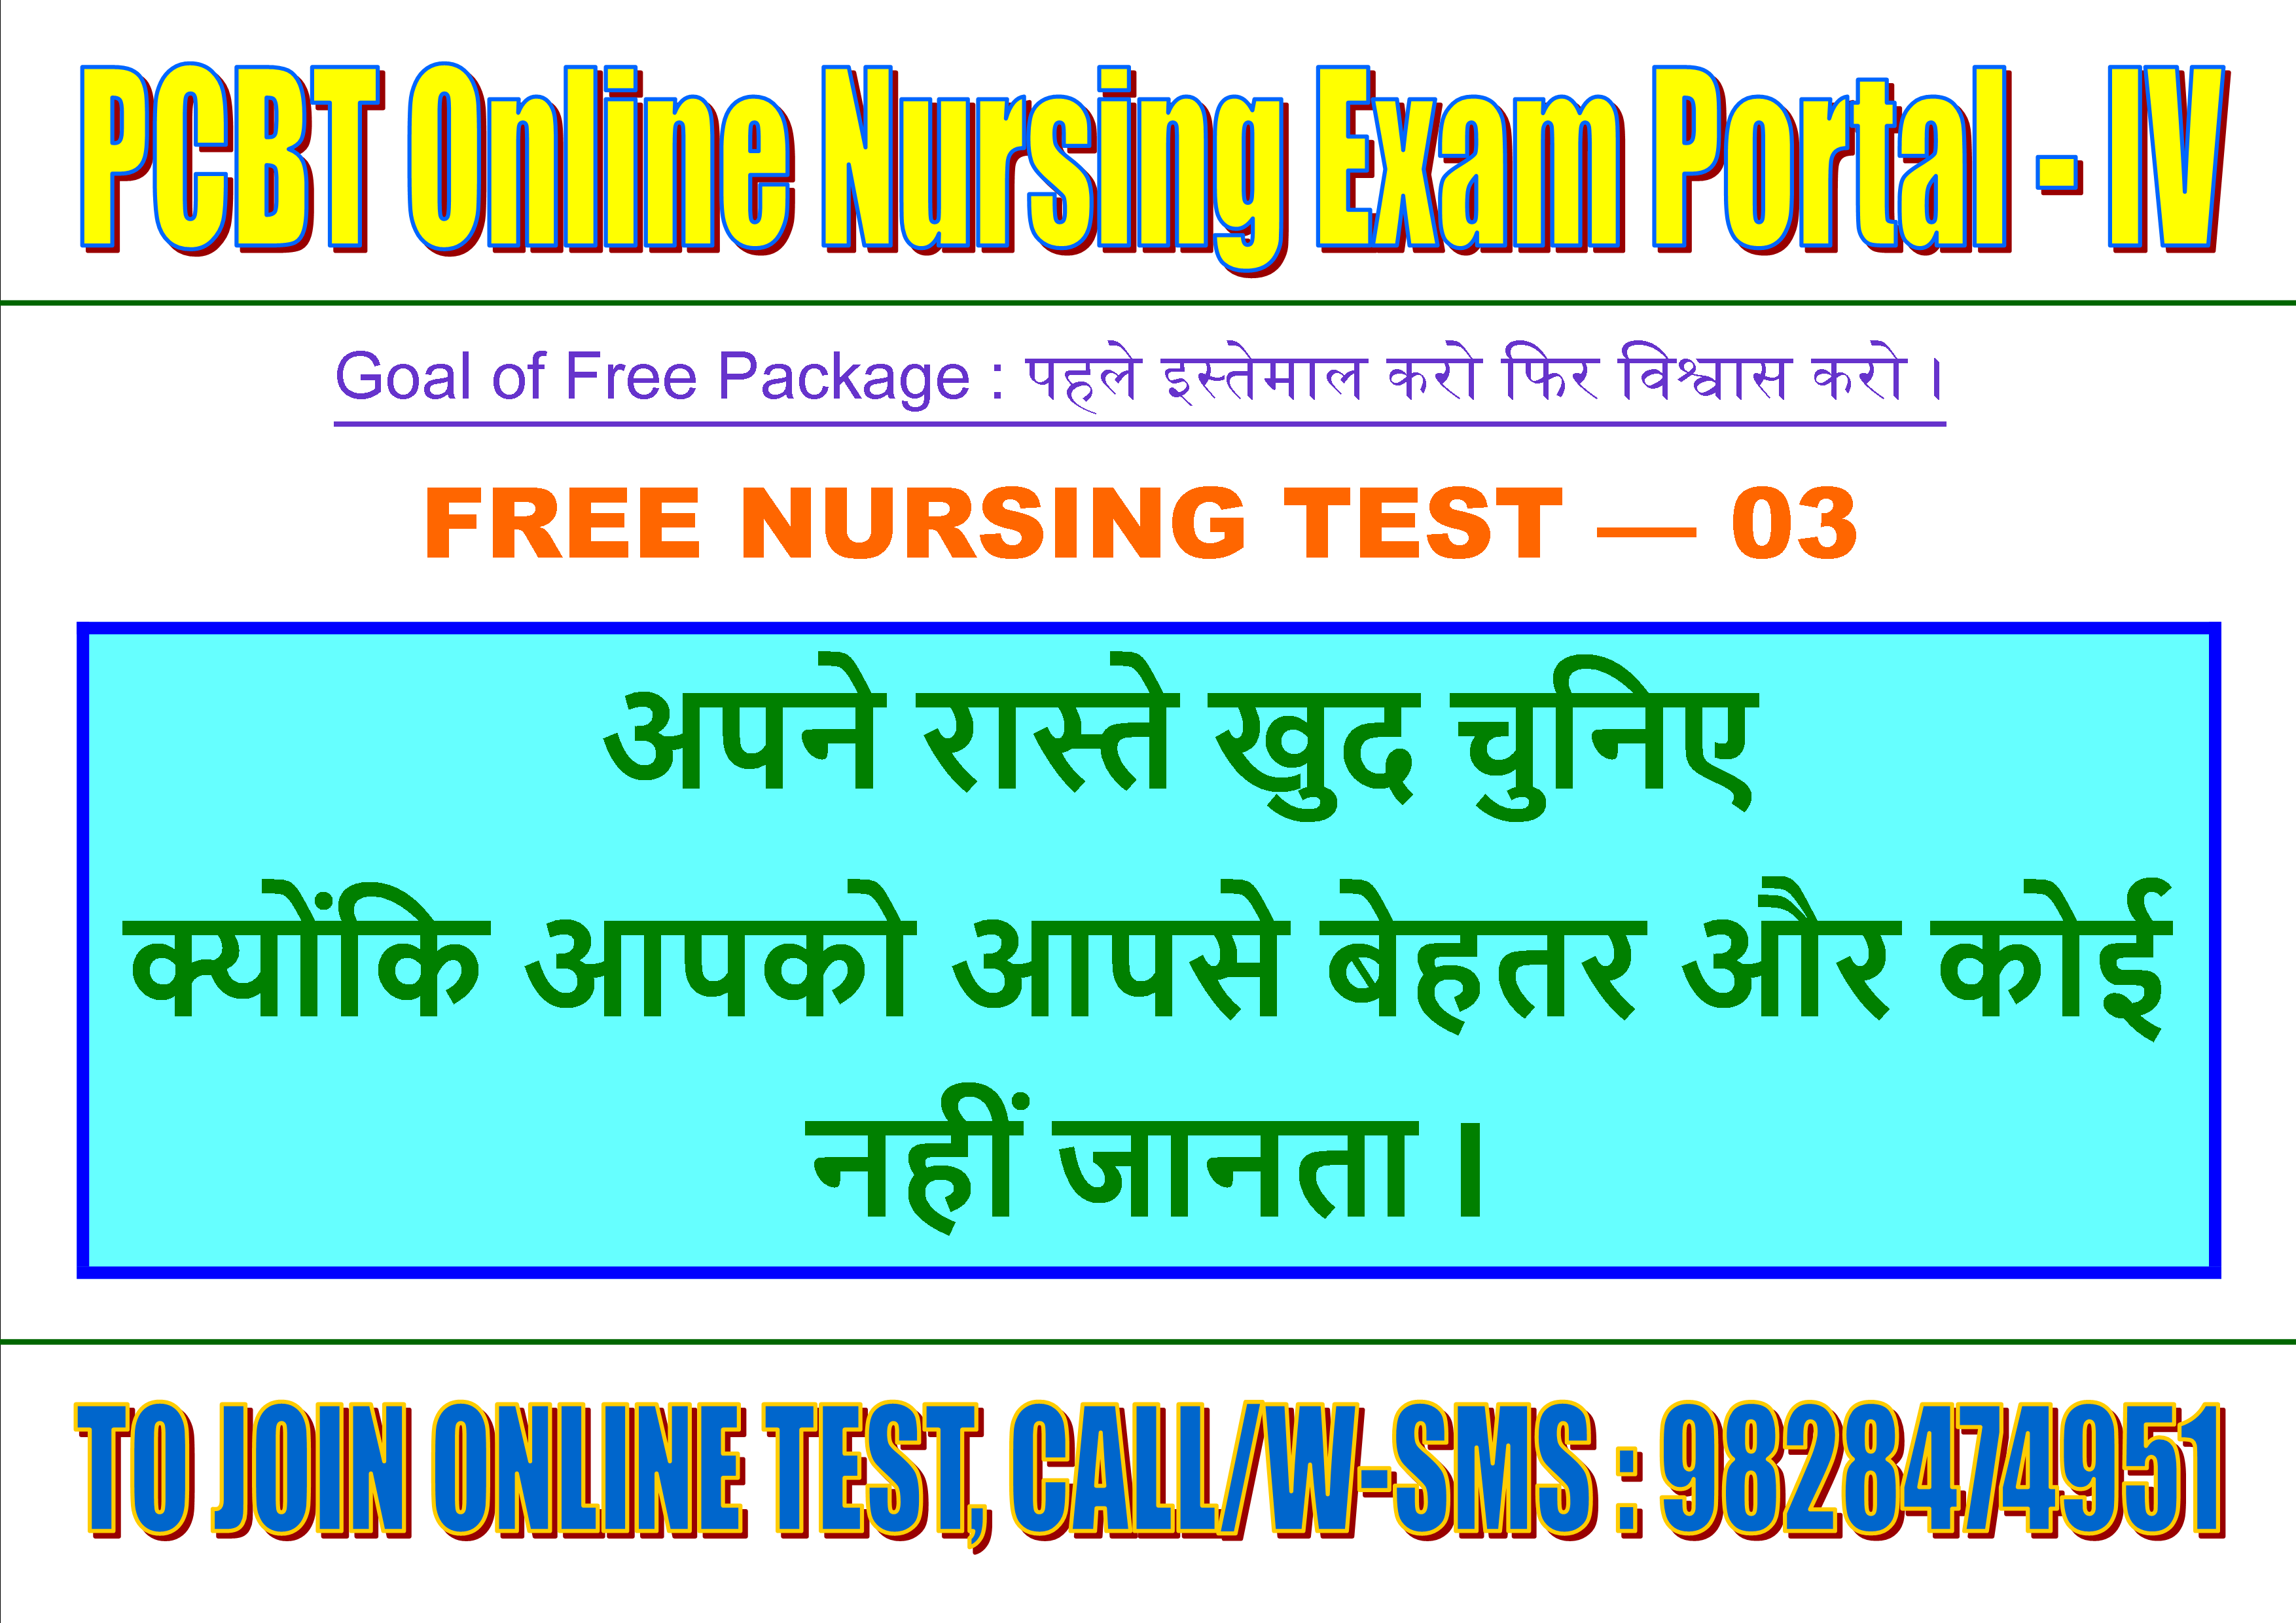 PCBT Online Nursing Exam Portal - IV
Goal of Free Package : पहले इस्तेमाल करो फिर विश्वास करो ।
FREE NURSING TEST — 03
अपने रास्ते खुद चुनिए
क्योंकि आपको आपसे बेहतर और कोई
नहीं जानता ।
TO JOIN ONLINE TEST, CALL/W-SMS : 9828474951